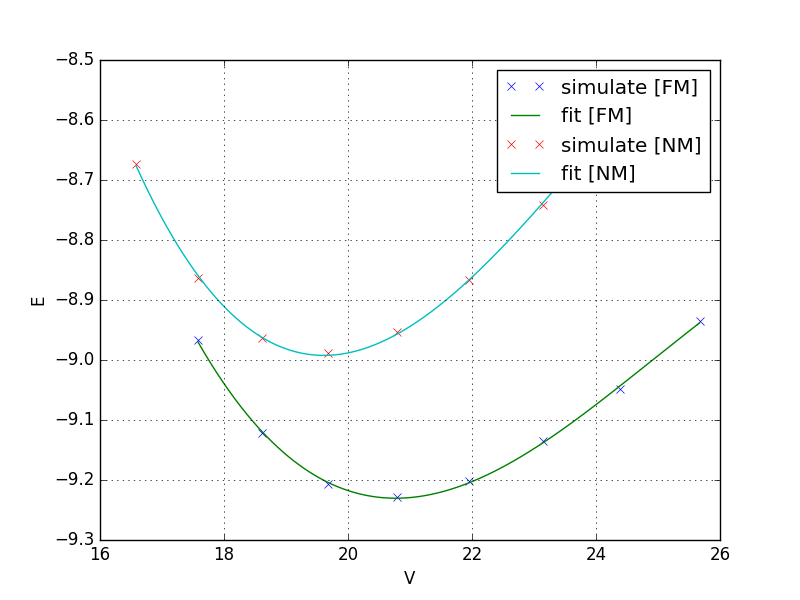 −8.5
−8.6
−8.7
−8.8
−8.9
−9.0
−9.1
−9.2
−9.3
E
simulate [FM]
fit [FM]
simulate [NM]
fit [NM]
16 18 20 22 24 26
V